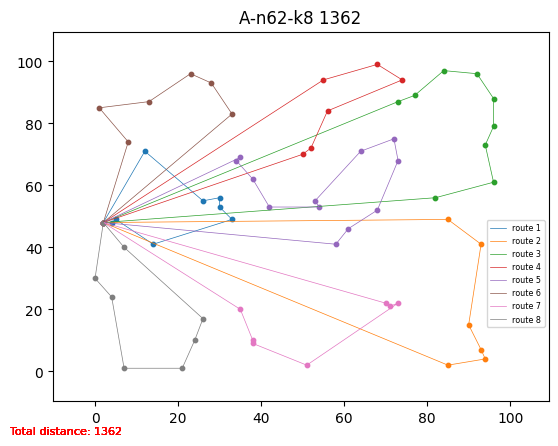 A-n62-k8 1362
100
80
60
40
20
0
0 20 40 60 80 100
route 1
route 2
route 3
route 4
route 5
route 6
route 7
route 8
Total distance: 1362